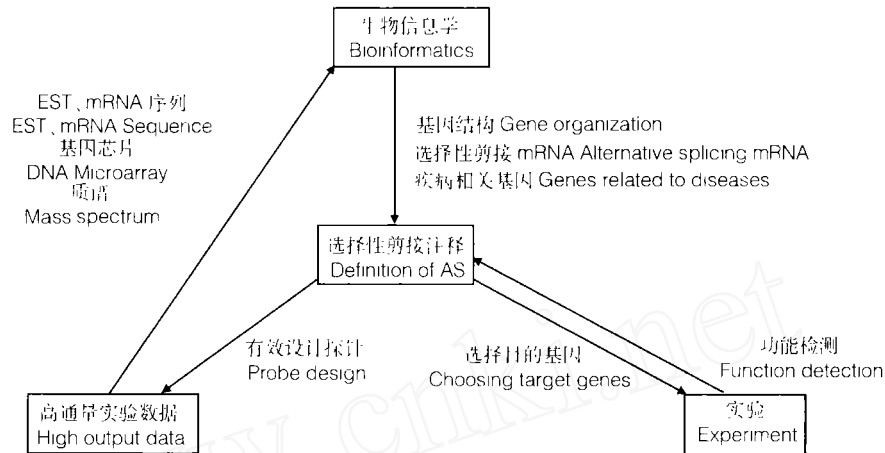 生物信息学
Bioinformatics
EST、mRNA 序列
EST、mRNA Sequence
基因芯片
DNA Microarray
质谱
Mass spectrum
基因结构 Gene organization
选择性剪接 mRNA Alternative splicing mRNA
疾病相关基因 Genes related to diseases
选择性剪接注释
Definition of AS
有效设计探针
Probe design
选择目的基因
Choosing target genes
功能检测
Function detection
高通量实验数据
High output data
实验
Experiment
www.cnki.net